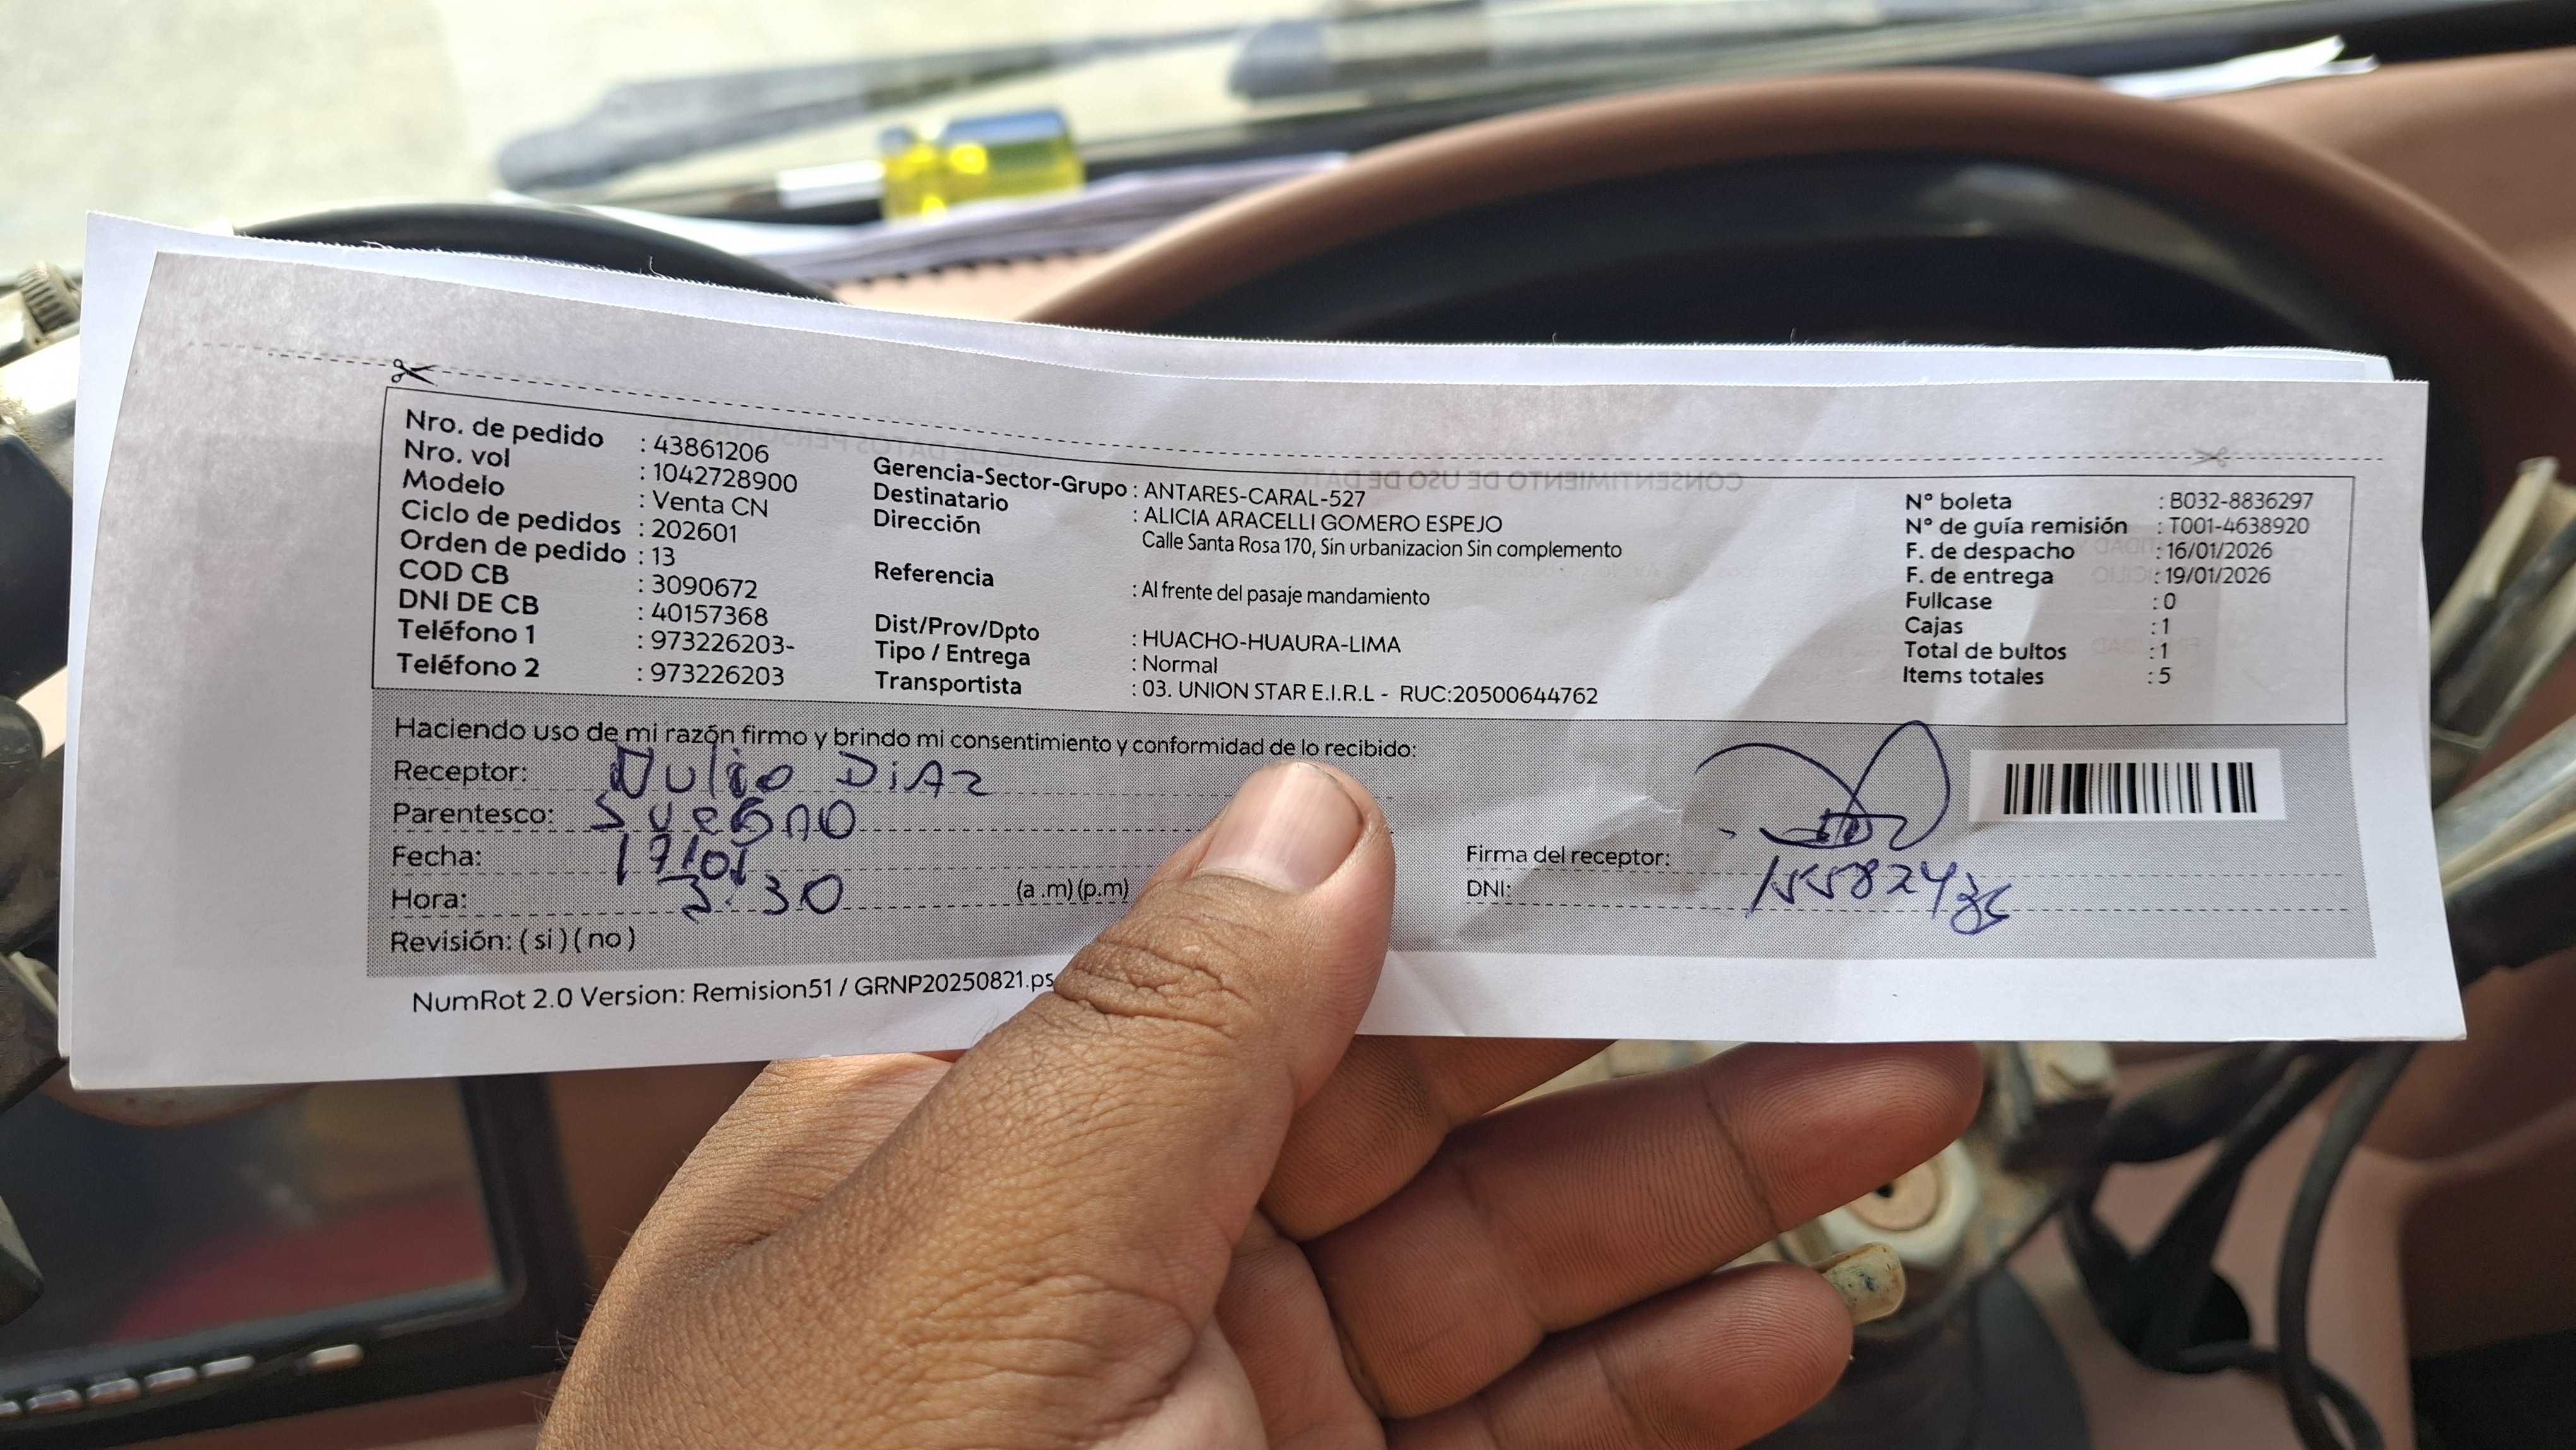 Nro. de pedido : 43861206
Nro. vol : 1042728900
Modelo : Venta CN
Ciclo de pedidos : 202601
Orden de pedido : 13
COD CB : 3090672
DNI DE CB : 40157368
Teléfono 1 : 973226203-
Teléfono 2 : 973226203
Gerencia-Sector-Grupo : ANTARES-CARAL-527
Destinatario : ALICIA ARACELLI GOMERO ESPEJO
Dirección Calle Santa Rosa 170, Sin urbanizacion Sin complemento
Referencia : Al frente del pasaje mandamiento
Dist/Prov/Dpto : HUACHO-HUAURA-LIMA
Tipo / Entrega : Normal
Transportista : 03. UNION STAR E.I.R.L - RUC:20500644762
N° boleta : B032-8836297
N° de guía remisión : T001-4638920
F. de despacho : 16/01/2026
F. de entrega : 19/01/2026
Fullcase : 0
Cajas : 1
Total de bultos : 1
Items totales : 5
Haciendo uso de mi razón firmo y brindo mi consentimiento y conformidad de lo recibido:
Receptor: DiAz
Parentesco: SueGno
Fecha: 17/01
Hora: 3:30 (a .m) (p.m)
Revisión: ( si ) ( no )
Firma del receptor:
DNI:
NumRot 2.0 Version: Remision51 / GRNP20250821.ps